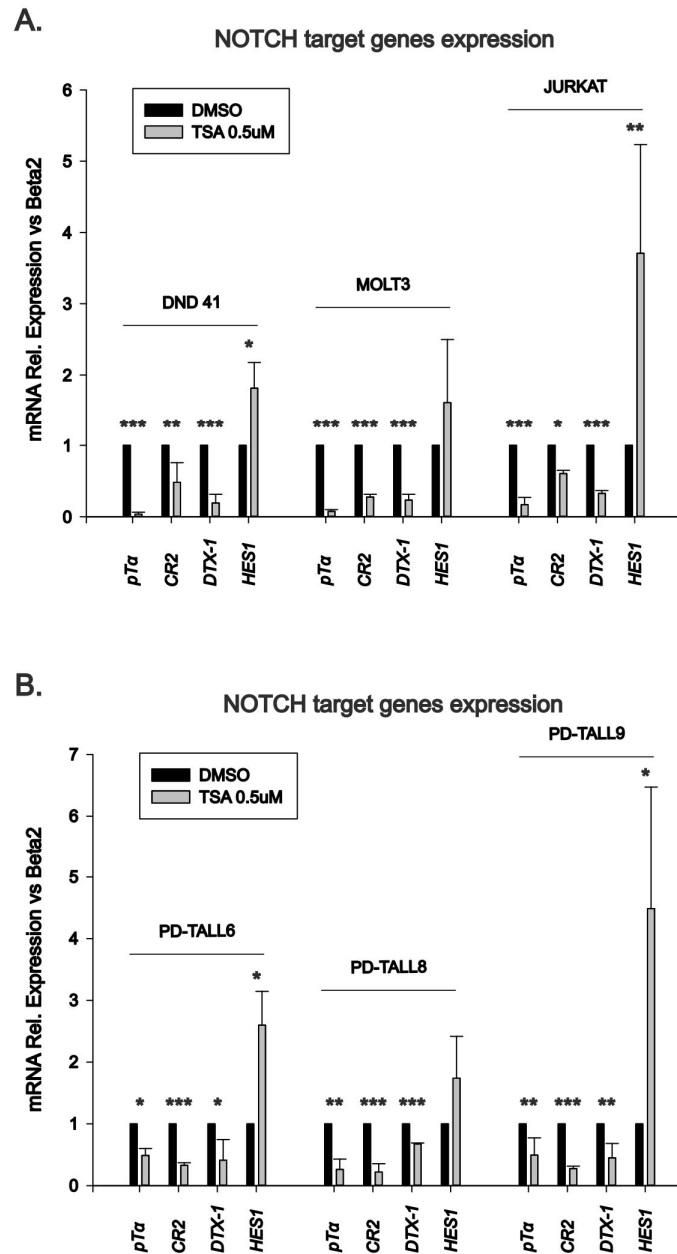 A.
NOTCH target genes expression
mRNA Rel. Expression vs Beta2
6
5
4
3
2
1
0
DMSO
TSA 0.5uM
JURKAT
**
DND 41
MOLT3
*
*** ** *** *** *** *** *** * ***
pTα CR2 DTX-1 HES1 pTα CR2 DTX-1 HES1 pTα CR2 DTX-1 HES1
B.
NOTCH target genes expression
mRNA Rel. Expression vs Beta2
7
6
5
4
3
2
1
0
DMSO
TSA 0.5uM
PD-TALL9
*
PD-TALL6
PD-TALL8
*
* *** * ** *** *** ** *** **
pTα CR2 DTX-1 HES1 pTα CR2 DTX-1 HES1 pTα CR2 DTX-1 HES1